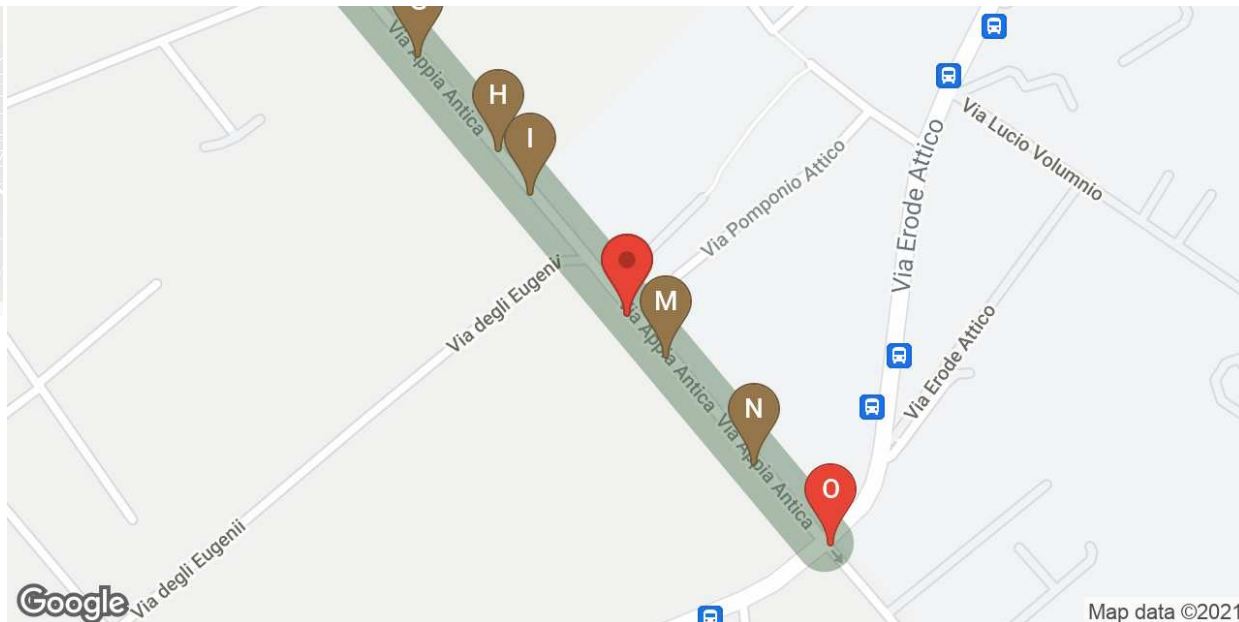 Via Appia Antica
H
I
Via Pomponio Attico
Via Erode Attico
Via Lucio Volumnio
Via degli Eugenii
M
Via Appia Antica
Via Appia Antica
N
Via Erode Attico
O
Via degli Eugenii
Google
Map data ©2021